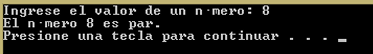 Ingrese el valor de un n·mero: 8
El n·mero 8 es par.
Presione una tecla para continuar . . . _